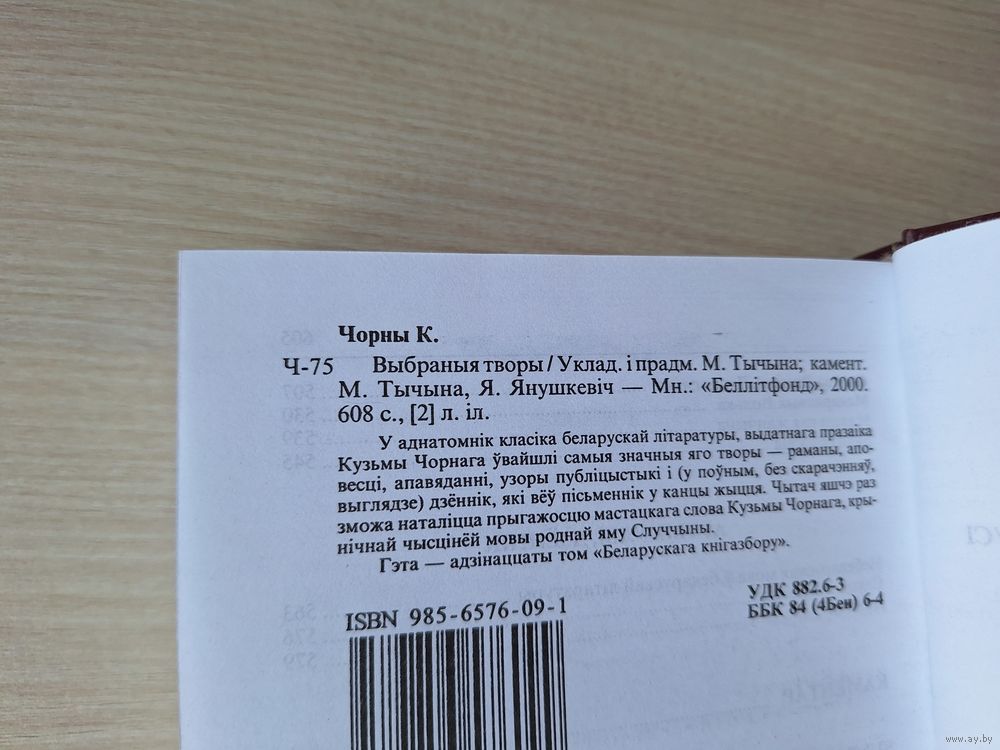 Чорны К.
Ч-75 Выбраныя творы / Уклад. і прадм. М. Тычына; камент.
М. Тычына, Я. Янушкевіч — Мн.: «Беллітфонд», 2000.
608 с., [2] л. іл.
У аднатомнік класіка беларускай літаратуры, выдатнага празаіка
Кузьмы Чорнага ўвайшлі самыя значныя яго творы — раманы, апо-
весці, апавяданні, узоры публіцыстыкі і (у поўным, без скарачэнняў,
выглядзе) дзённік, які вёў пісьменнік у канцы жыцця. Чытач яшчэ раз
зможа наталіцца прыгажосцю мастацкага слова Кузьмы Чорнага, кры-
нічнай чысцінёй мовы роднай яму Случчыны.
Гэта — адзінаццаты том «Беларускага кнігазбору».
УДК 882.6-3
ББК 84 (4Беи) 6-4
ISBN 985-6576-09-1
www.ay.by